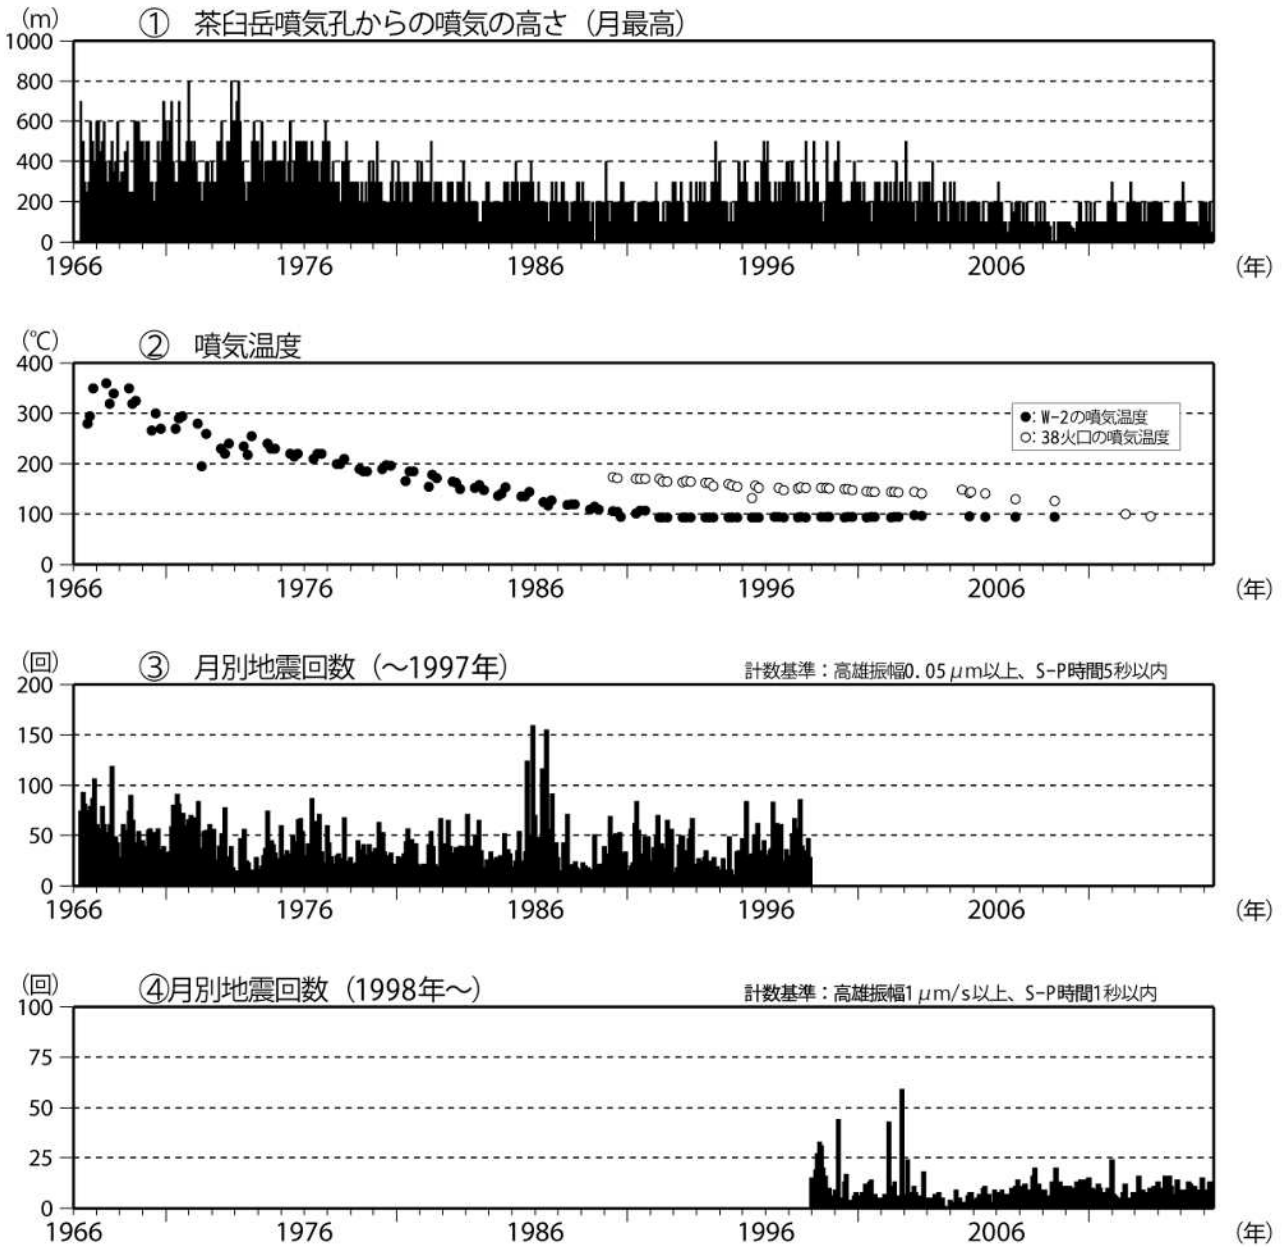 (m)
① 茶臼岳噴気孔からの噴気の高さ（月最高）
1000
800
600
400
200
0
1966 1976 1986 1996 2006 (年)
(℃)
② 噴気温度
400
300
200
100
0
●: W-2の噴気温度
○: 38火口の噴気温度
1966 1976 1986 1996 2006 (年)
(回)
③ 月別地震回数（～1997年）
計数基準：高雄振幅0.05μm以上、S-P時間5秒以内
200
150
100
50
0
1966 1976 1986 1996 2006 (年)
(回)
④月別地震回数（1998年～）
計数基準：高雄振幅1μm/s以上、S-P時間1秒以内
100
75
50
25
0
1966 1976 1986 1996 2006 (年)